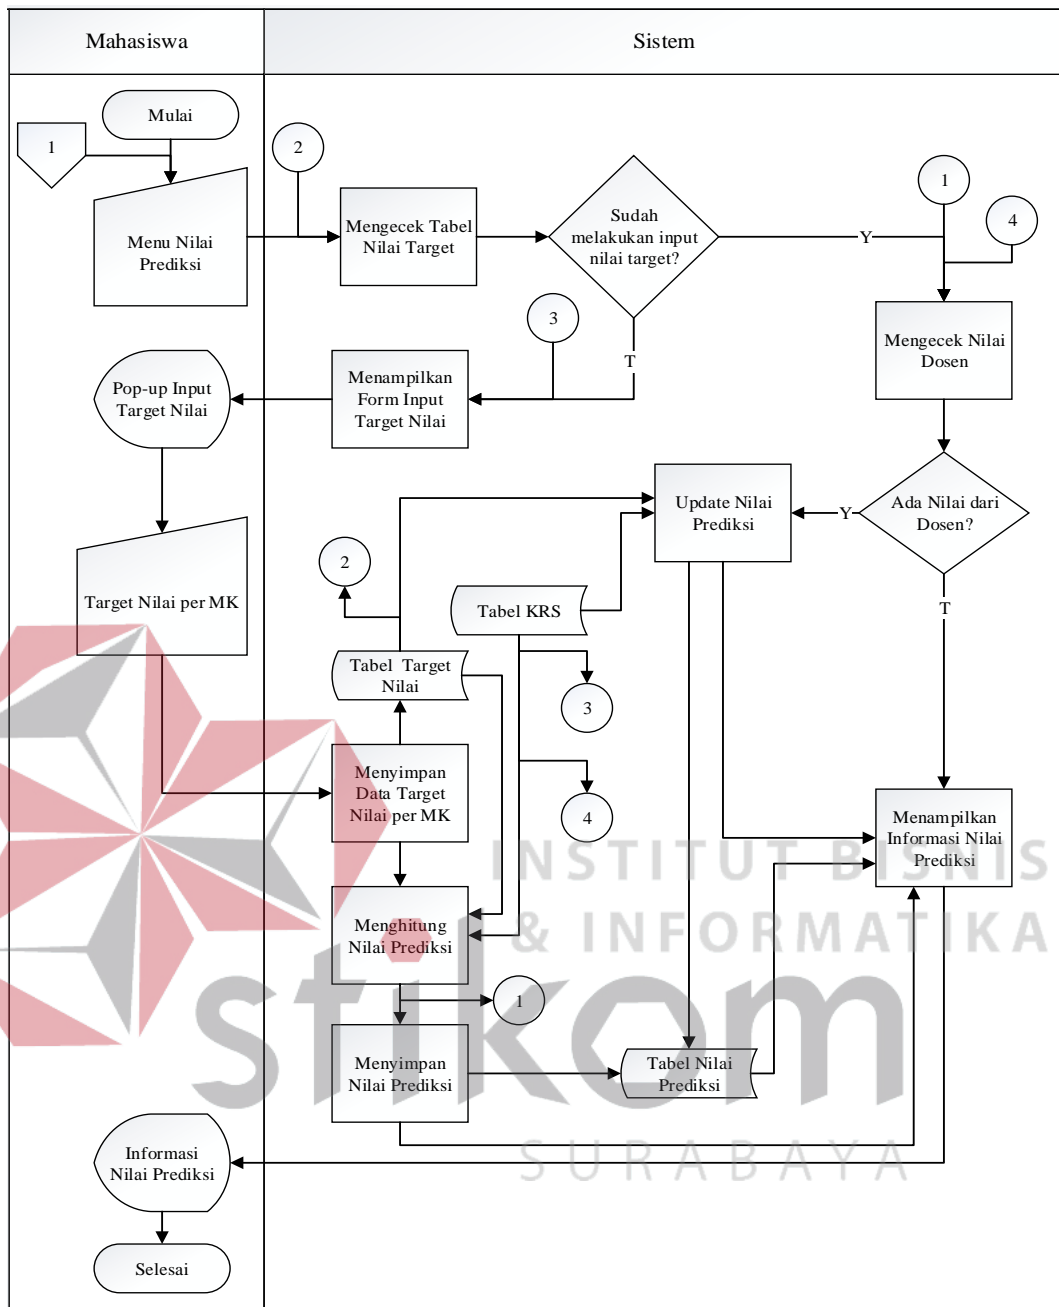 Mahasiswa
Sistem
Mulai
1
2
1
4
Menu Nilai
Prediksi
Mengecek Tabel
Nilai Target
Sudah
melakukan input
nilai target?
Y
3
T
Mengecek Nilai
Dosen
Pop-up Input
Target Nilai
Menampilkan
Form Input
Target Nilai
Update Nilai
Prediksi
Y
Ada Nilai dari
Dosen?
T
2
Target Nilai per MK
Tabel KRS
Tabel Target
Nilai
3
Menyimpan
Data Target
Nilai per MK
4
Menampilkan
Informasi Nilai
Prediksi
Menghitung
Nilai Prediksi
1
Menyimpan
Nilai Prediksi
Tabel Nilai
Prediksi
Informasi
Nilai Prediksi
Selesai
INSTITUT BISNIS
& INFORMATIKA
stikom
SURABAYA